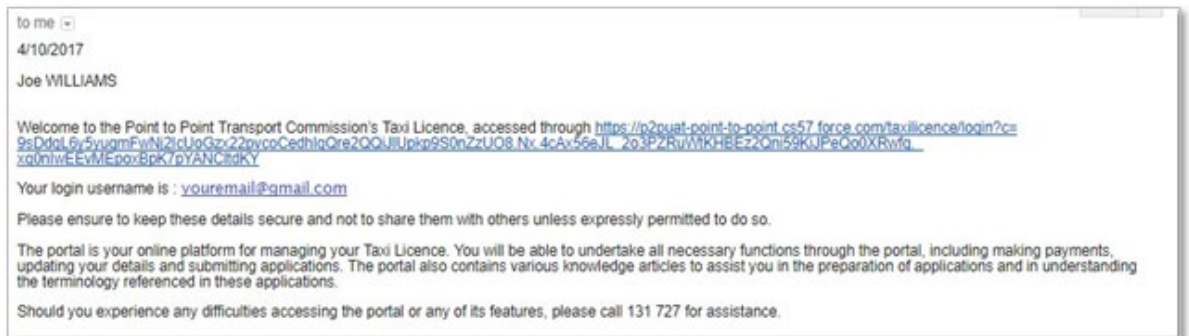 to me
4/10/2017
Joe WILLIAMS
Welcome to the Point to Point Transport Commission's Taxi Licence, accessed through https://p2puat-point-to-point.cs57.force.com/taxilicence/login?c=
Your login username is : youremail@gmail.com
Please ensure to keep these details secure and not to share them with others unless expressly permitted to do so.
The portal is your online platform for managing your Taxi Licence. You will be able to undertake all necessary functions through the portal, including making payments,
updating your details and submitting applications. The portal also contains various knowledge articles to assist you in the preparation of applications and in understanding
the terminology referenced in these applications.
Should you experience any difficulties accessing the portal or any of its features, please call 131 727 for assistance.